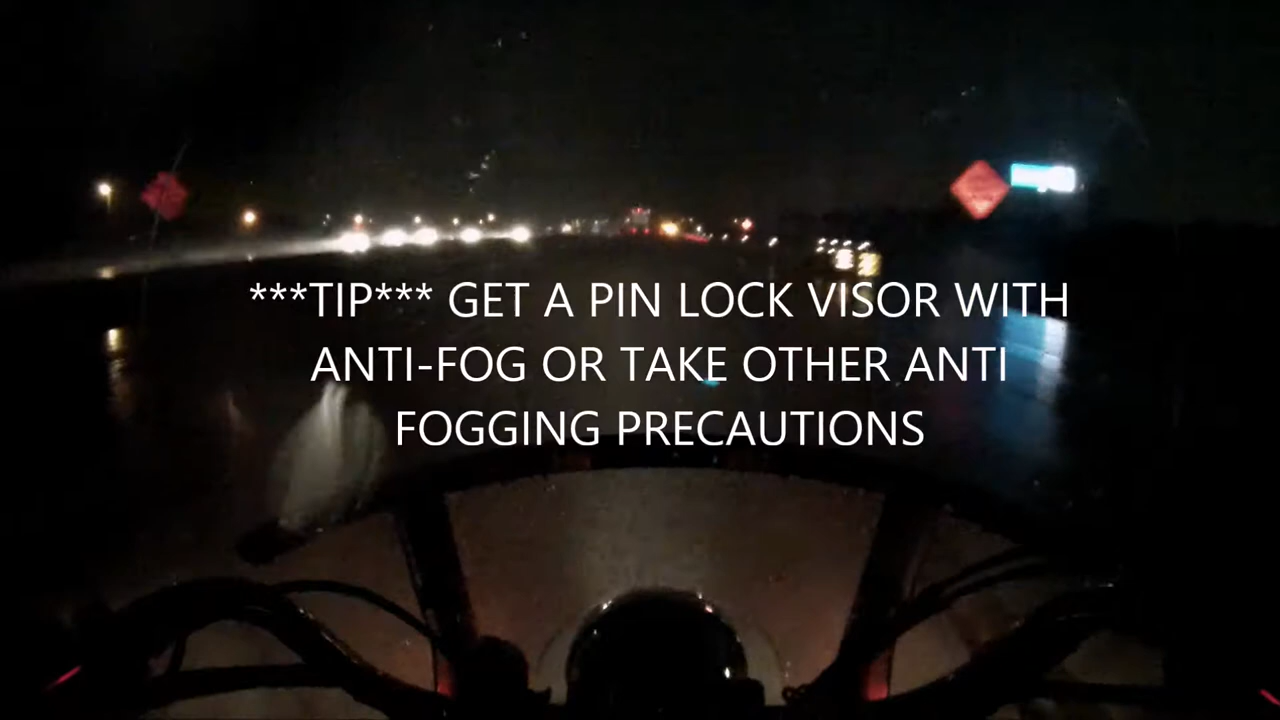 ***TIP*** GET A PIN LOCK VISOR WITH
ANTI-FOG OR TAKE OTHER ANTI
FOGGING PRECAUTIONS